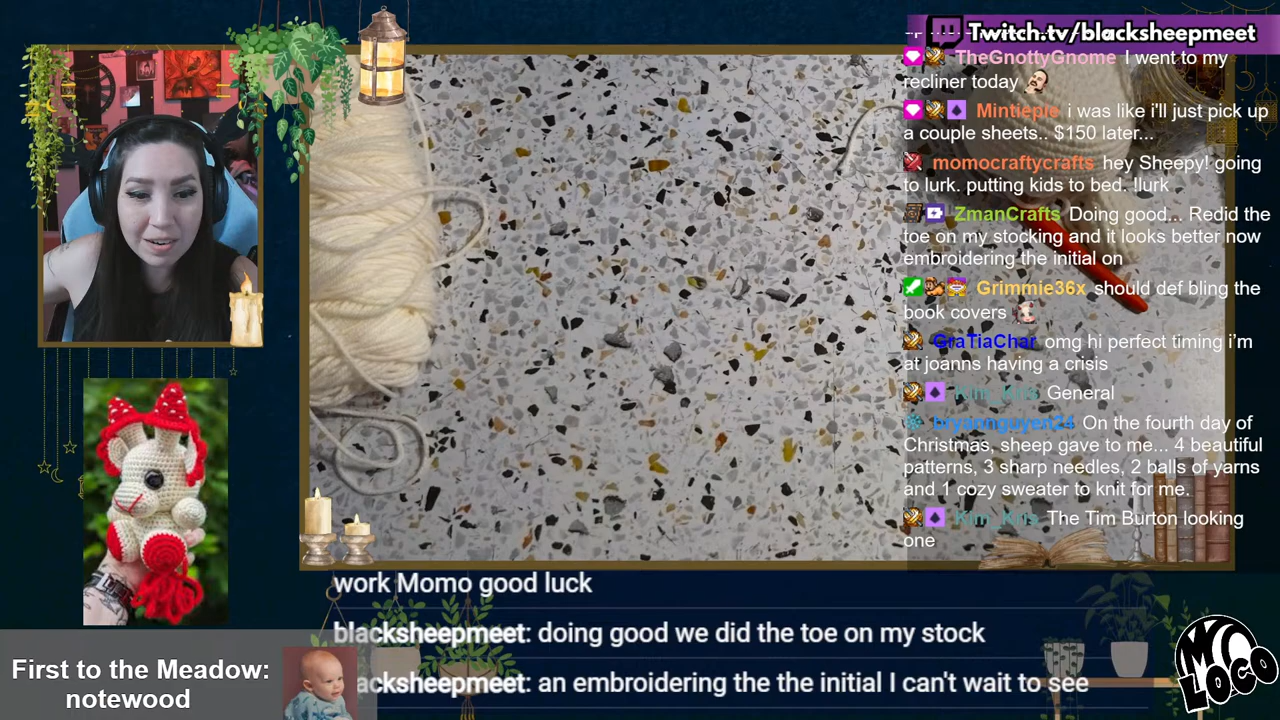 Twitch.tv/blacksheepmeet
TheGnottyGnome I went to my
recliner today
Mintiepie i was like i'll just pick up
a couple sheets.. $150 later...
momocraftycrafts hey Sheepy! going
to lurk. putting kids to bed. !lurk
ZmanCrafts Doing good... Redid the
toe on my stocking and it looks better now
embroidering the initial on
Grimmie36x should def bling the
book covers
GraTiaChar omg hi perfect timing i'm
at joanns having a crisis
Kim_Kris General
bryannguyen24 On the fourth day of
Christmas, sheep gave to me... 4 beautiful
patterns, 3 sharp needles, 2 balls of yarns
and 1 cozy sweater to knit for me.
Kim_Kris The Tim Burton looking
one
work Momo good luck
blacksheepmeet: doing good we did the toe on my stock
acksheepmeet: an embroidering the the initial I can't wait to see
First to the Meadow:
notewood
MC
LOCO